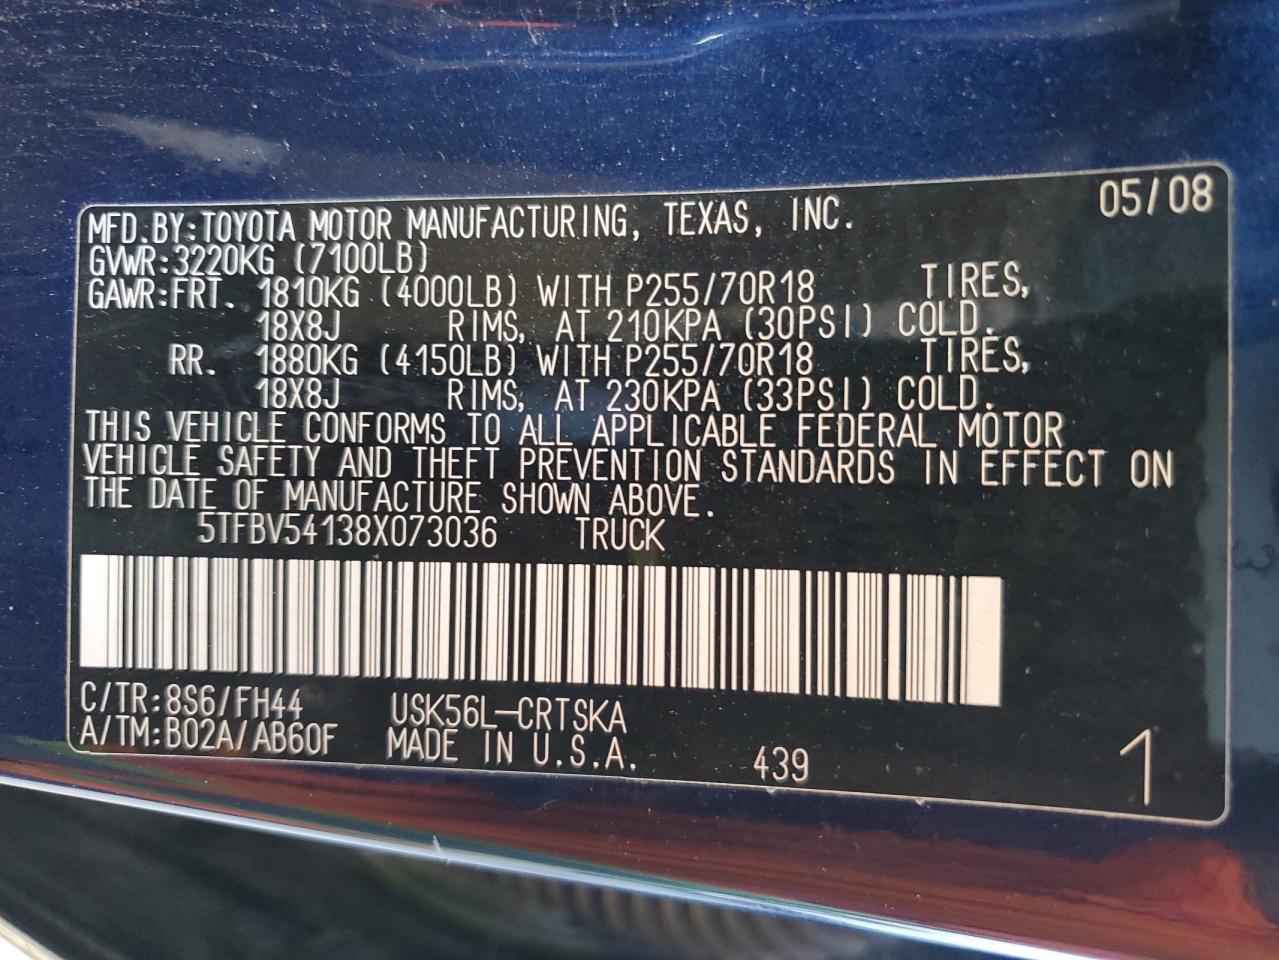 05/08
MFD.BY:TOYOTA MOTOR MANUFACTURING, TEXAS, INC.
GVWR:3220KG (7100LB)
GAWR:FRT. 1810KG (4000LB) WITH P255/70R18 TIRES,
18X8J RIMS, AT 210KPA (30PSI) COLD.
RR. 1880KG (4150LB) WITH P255/70R18 TIRES,
18X8J RIMS, AT 230KPA (33PSI) COLD.
THIS VEHICLE CONFORMS TO ALL APPLICABLE FEDERAL MOTOR
VEHICLE SAFETY AND THEFT PREVENTION STANDARDS IN EFFECT ON
THE DATE OF MANUFACTURE SHOWN ABOVE.
5TFBV54138X073036 TRUCK
C/TR:8S6/FH44 USK56L-CRTSKA
A/TM:B02A/AB60F MADE IN U.S.A. 439 1